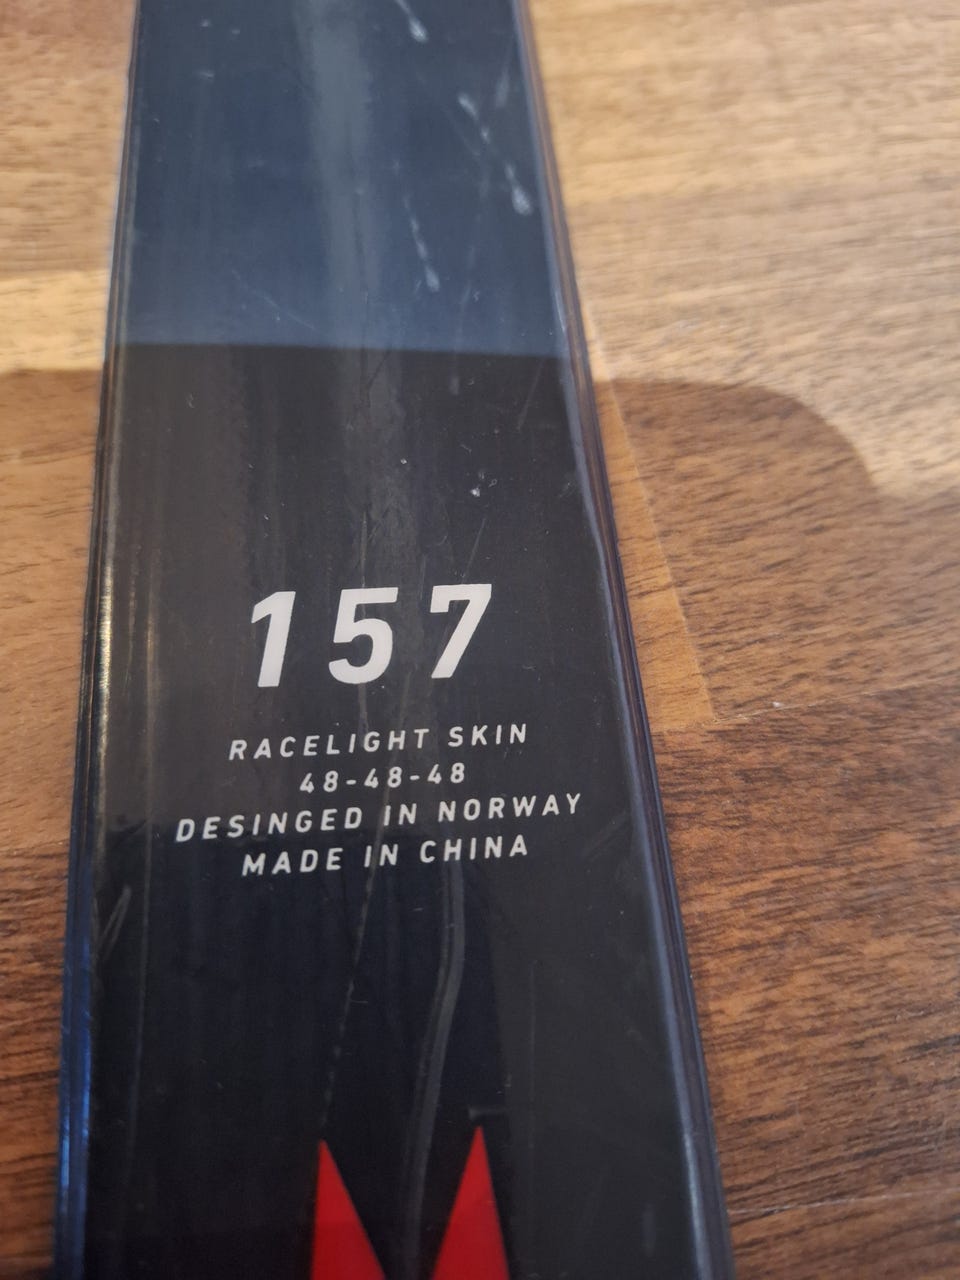 157
RACELIGHT SKIN
48-48-48
DESINGED IN NORWAY
MADE IN CHINA